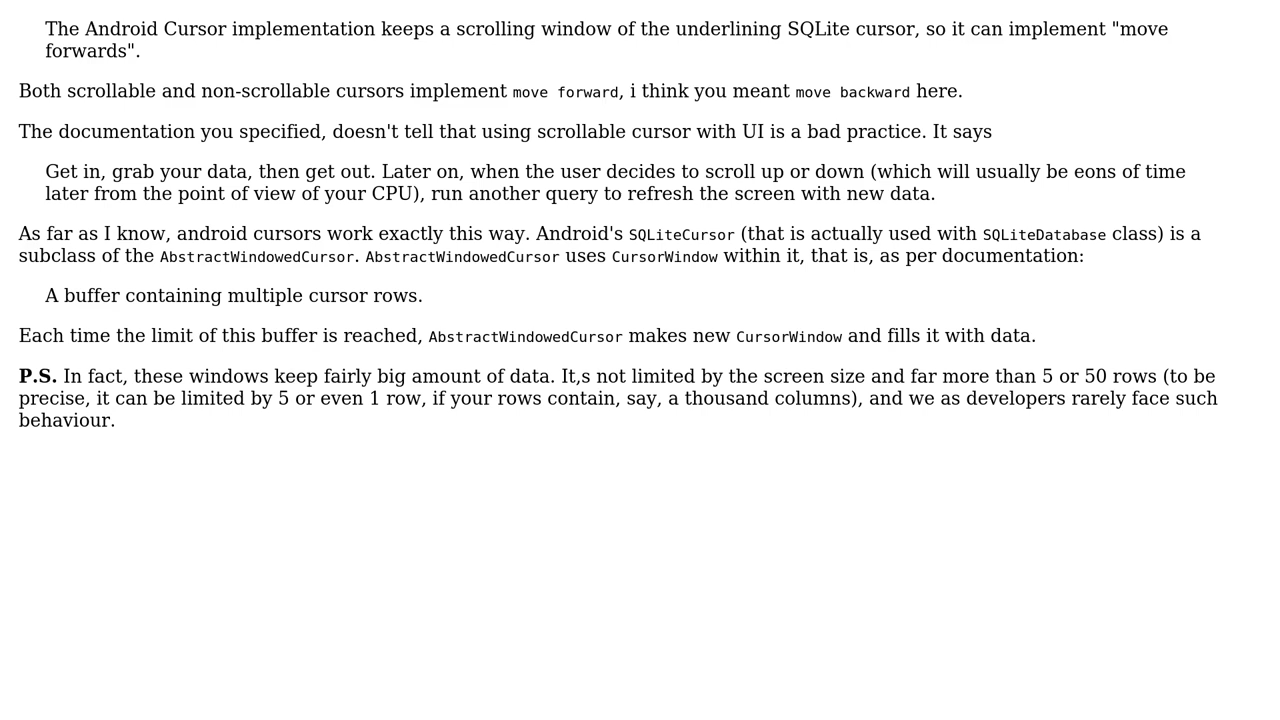 The Android Cursor implementation keeps a scrolling window of the underlining SQLite cursor, so it can implement "move
forwards".
Both scrollable and non-scrollable cursors implement move forward, i think you meant move backward here.
The documentation you specified, doesn't tell that using scrollable cursor with UI is a bad practice. It says
Get in, grab your data, then get out. Later on, when the user decides to scroll up or down (which will usually be eons of time
later from the point of view of your CPU), run another query to refresh the screen with new data.
As far as I know, android cursors work exactly this way. Android's SQLiteCursor (that is actually used with SQLiteDatabase class) is a
subclass of the AbstractWindowedCursor. AbstractWindowedCursor uses CursorWindow within it, that is, as per documentation:
A buffer containing multiple cursor rows.
Each time the limit of this buffer is reached, AbstractWindowedCursor makes new CursorWindow and fills it with data.
P.S. In fact, these windows keep fairly big amount of data. It,s not limited by the screen size and far more than 5 or 50 rows (to be
precise, it can be limited by 5 or even 1 row, if your rows contain, say, a thousand columns), and we as developers rarely face such
behaviour.